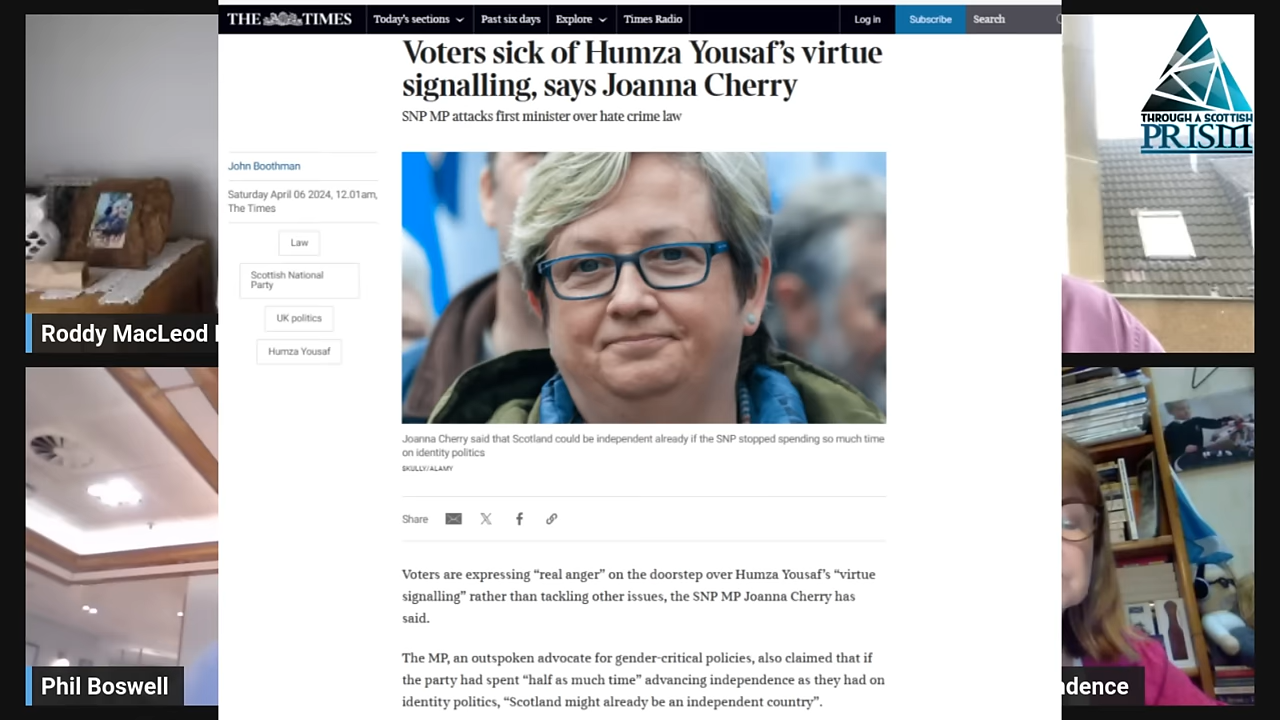 THE TIMES
Today's sections
Past six days
Explore
Times Radio
Log in
Subscribe
Search
Voters sick of Humza Yousaf's virtue
signalling, says Joanna Cherry
SNP MP attacks first minister over hate crime law
John Boothman
Saturday April 06 2024, 12.01am,
The Times
Law
Scottish National
Party
UK politics
Humza Yousaf
Joanna Cherry said that Scotland could be independent already if the SNP stopped spending so much time
on identity politics
SKULLY/ALAMY
Share
Voters are expressing “real anger” on the doorstep over Humza Yousaf's “virtue
signalling” rather than tackling other issues, the SNP MP Joanna Cherry has
said.
The MP, an outspoken advocate for gender-critical policies, also claimed that if
the party had spent “half as much time” advancing independence as they had on
identity politics, “Scotland might already be an independent country”.
THROUGH A SCOTTISH
PRISM
Roddy MacLeod
Phil Boswell
ndence